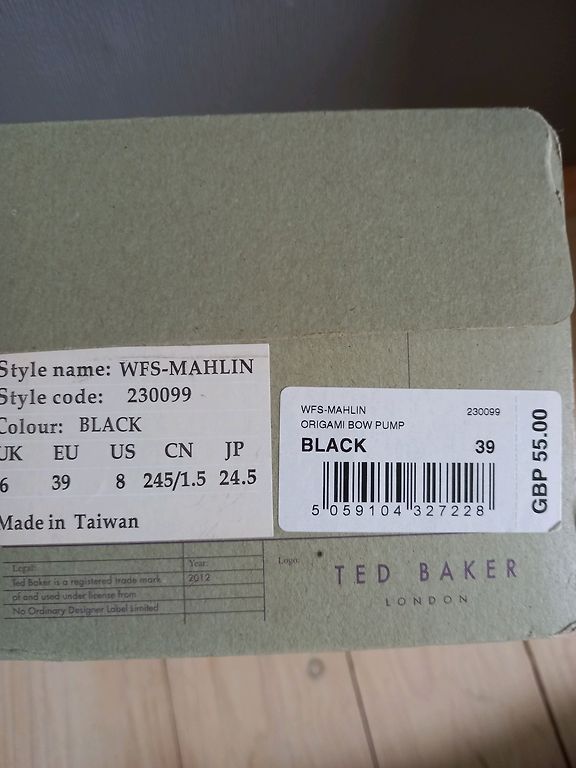 Style name: WFS-MAHLIN
Style code: 230099
Colour: BLACK
UK EU US CN JP
6 39 8 245/1.5 24.5
Made in Taiwan
WFS-MAHLIN 230099
ORIGAMI BOW PUMP
BLACK 39
5 059104 327228
GBP 55.00
Legal:
Ted Baker is a registered trade mark
of and used under license from
No Ordinary Designer Label Limited
Year:
2012
Logo:
TED BAKER
LONDON